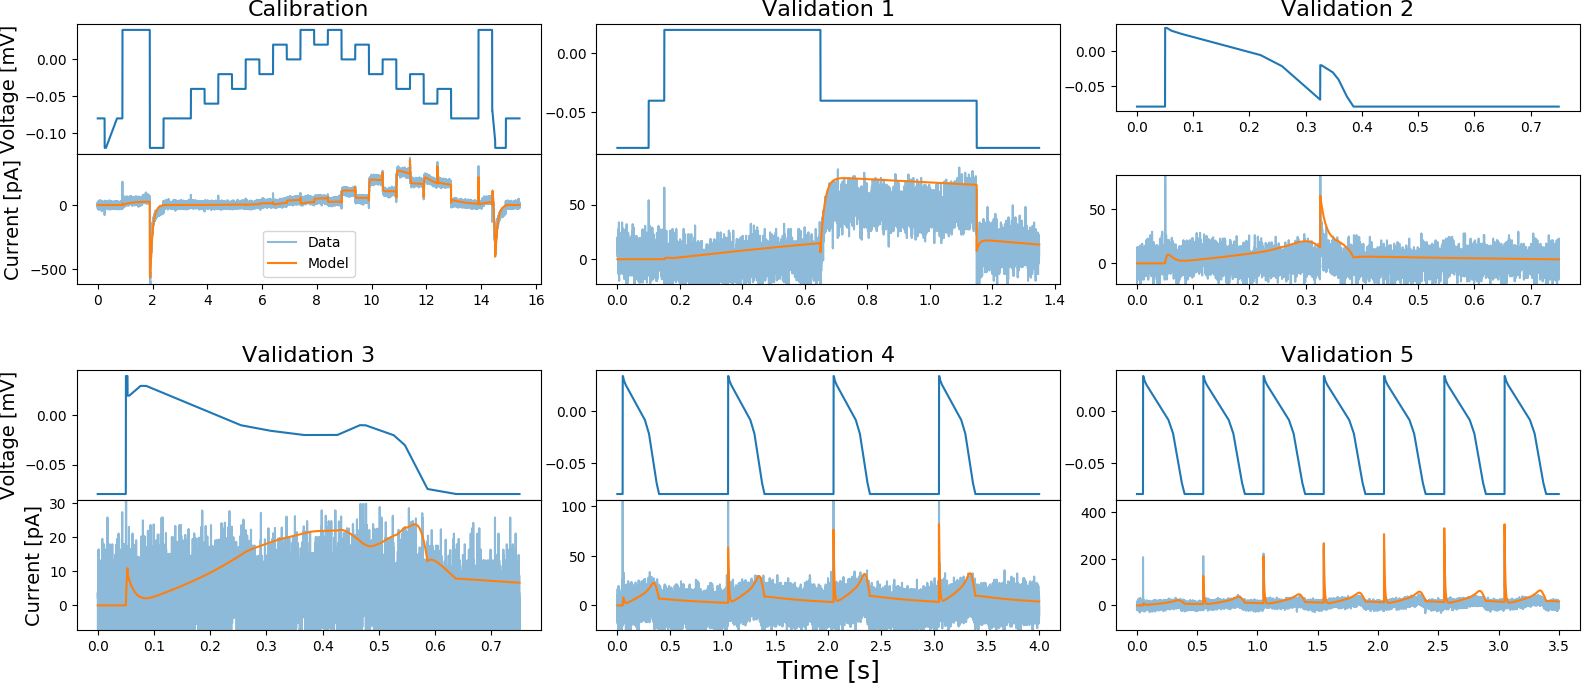 Calibration
Validation 1
Validation 2
Voltage [mV]
0.00
−0.05
−0.10
0.00
−0.05
0.00
−0.05
0.0 0.1 0.2 0.3 0.4 0.5 0.6 0.7
Current [pA]
0
−500
Data
Model
50
0
50
0
0 2 4 6 8 10 12 14 16
0.0 0.2 0.4 0.6 0.8 1.0 1.2 1.4
0.0 0.1 0.2 0.3 0.4 0.5 0.6 0.7
Validation 3
Validation 4
Validation 5
Voltage [mV]
0.00
−0.05
0.00
−0.05
0.00
−0.05
Current [pA]
30
20
10
0
100
50
0
400
200
0
0.0 0.1 0.2 0.3 0.4 0.5 0.6 0.7
0.0 0.5 1.0 1.5 2.0 2.5 3.0 3.5 4.0
0.0 0.5 1.0 1.5 2.0 2.5 3.0 3.5
Time [s]